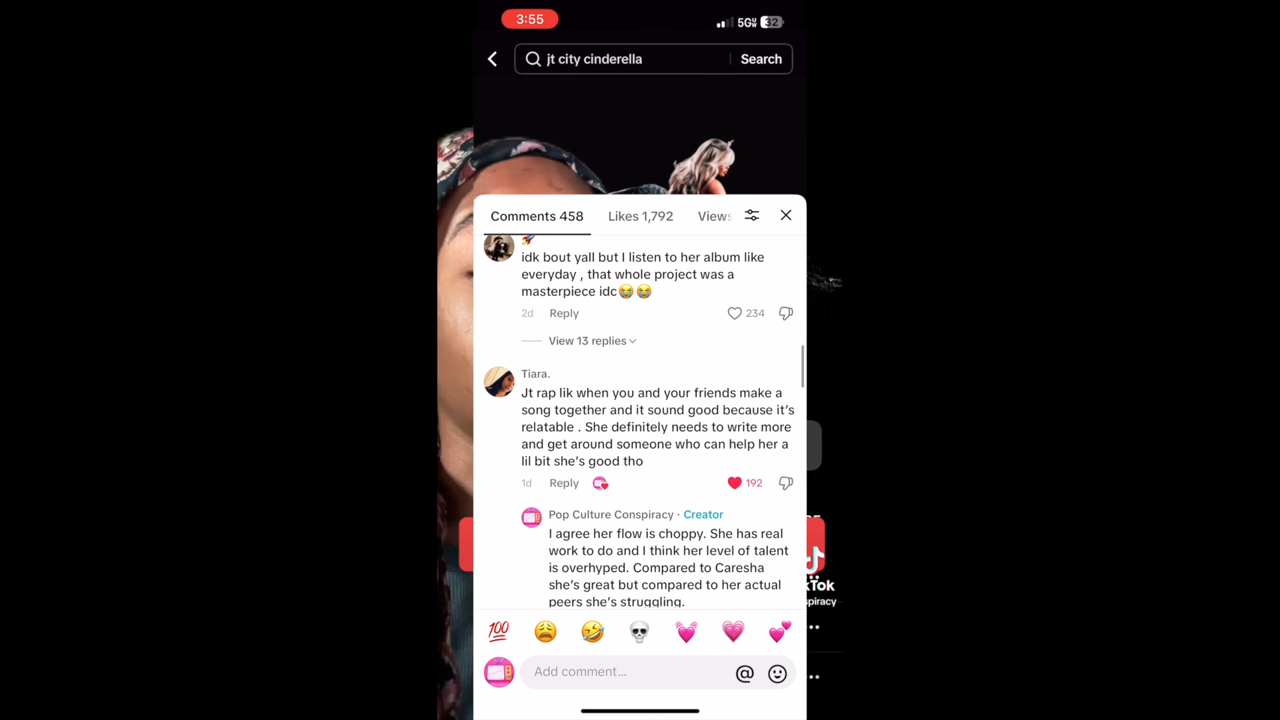 3:55
5G
32
jt city cinderella
Search
Comments 458
Likes 1,792
Views
idk bout yall but I listen to her album like
everyday , that whole project was a
masterpiece idc😭😭
2d
Reply
234
View 13 replies
Tiara.
Jt rap lik when you and your friends make a
song together and it sound good because it's
relatable . She definitely needs to write more
and get around someone who can help her a
lil bit she's good tho
1d
Reply
192
Pop Culture Conspiracy · Creator
I agree her flow is choppy. She has real
work to do and I think her level of talent
is overhyped. Compared to Caresha
she's great but compared to her actual
peers she's struggling.
💯 😩 🤣 💀 💓 💗 💕
Add comment...
@
kTok
spiracy